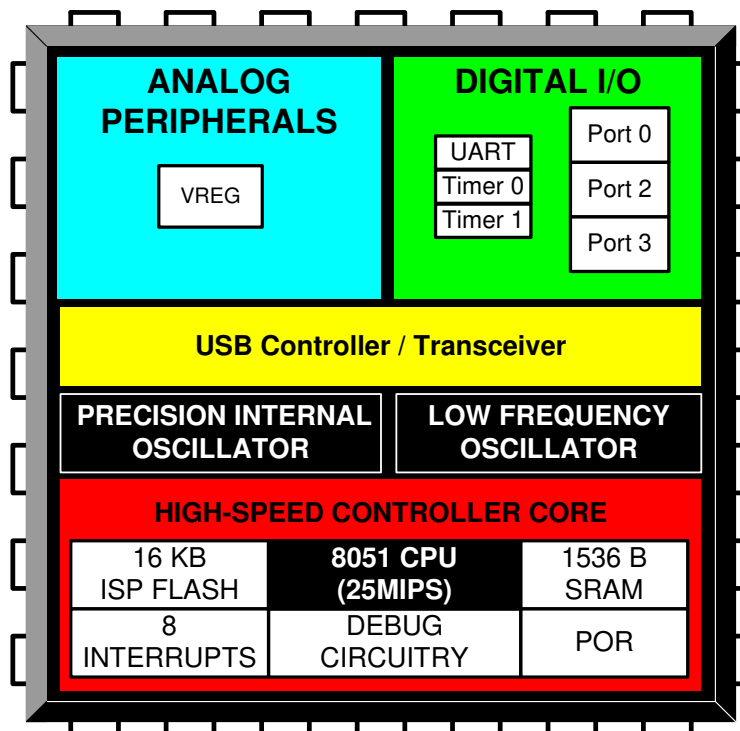 ANALOG
PERIPHERALS
VREG
DIGITAL I/O
UART
Timer 0
Timer 1
Port 0
Port 2
Port 3
USB Controller / Transceiver
PRECISION INTERNAL
OSCILLATOR
LOW FREQUENCY
OSCILLATOR
HIGH-SPEED CONTROLLER CORE
16 KB
ISP FLASH
8051 CPU
(25MIPS)
1536 B
SRAM
8
INTERRUPTS
DEBUG
CIRCUITRY
POR